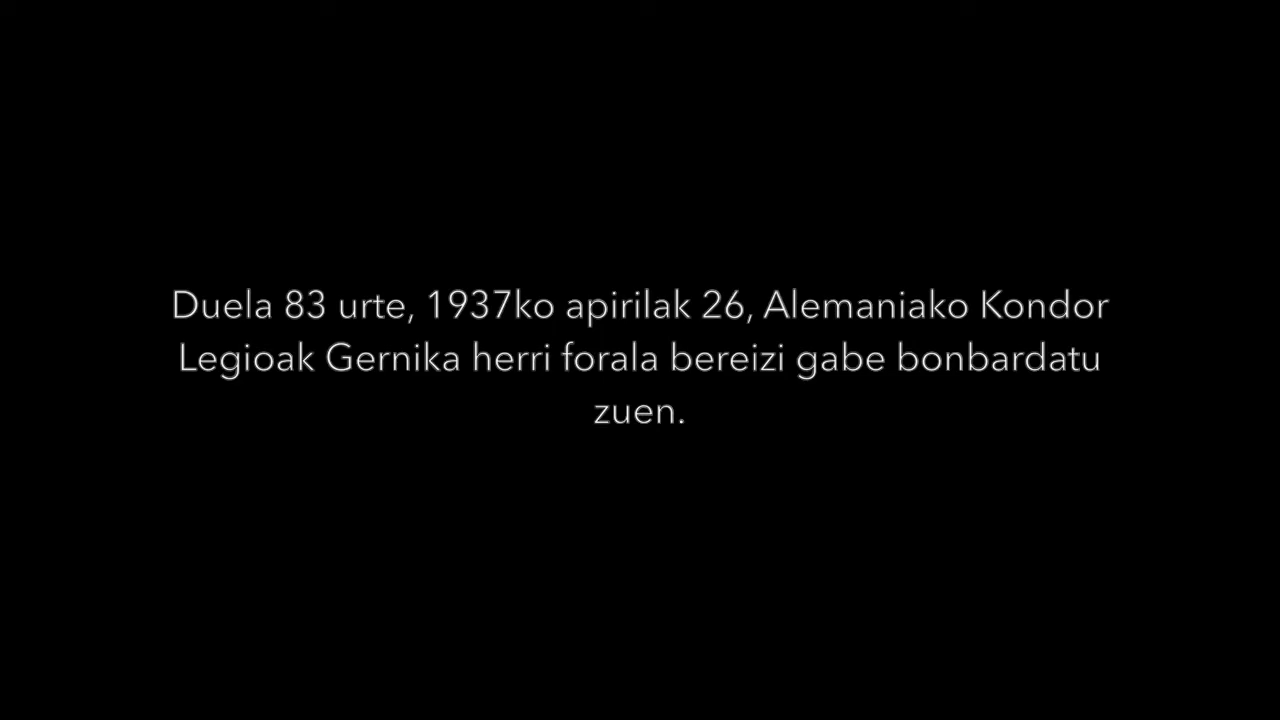 Duela 83 urte, 1937ko apirilak 26, Alemaniako Kondor
Legioak Gernika herri forala bereizi gabe bonbardatu
zuen.